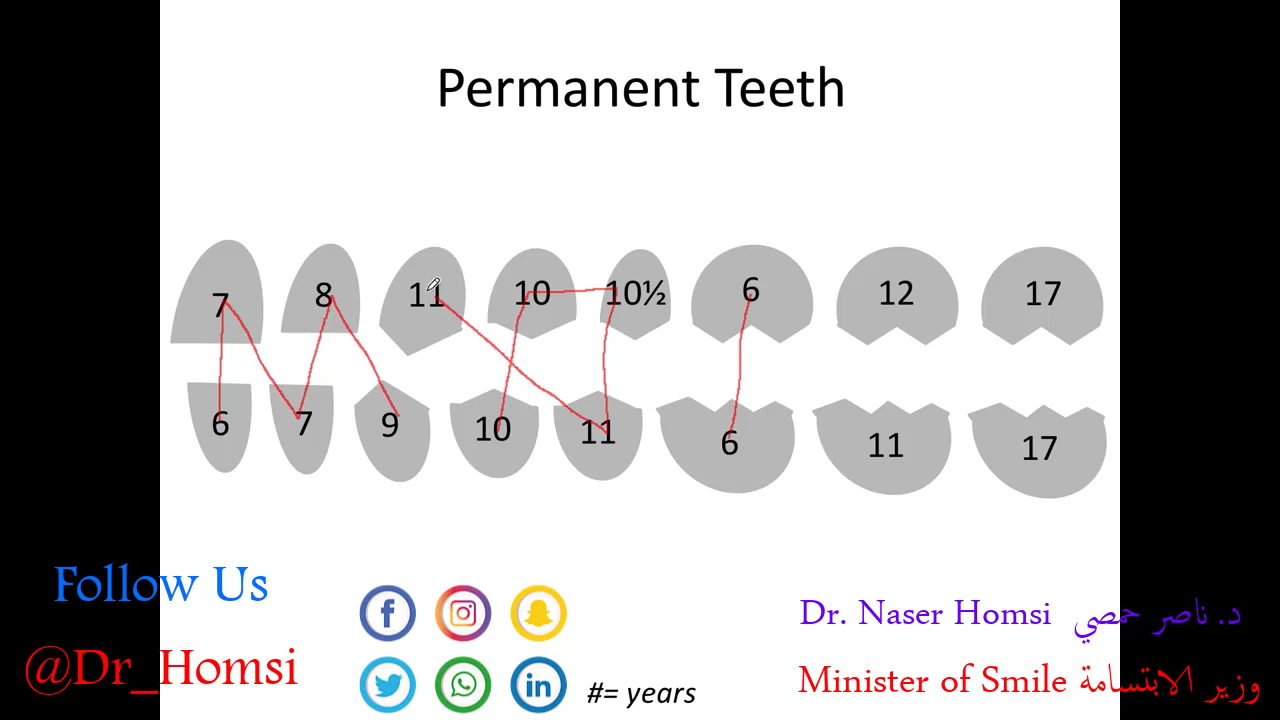 Permanent Teeth
7 8 11 10 10½ 6 12 17
6 7 9 10 11 6 11 17
Follow Us
@Dr_Homsi
#= years
Dr. Naser Homsi د. ناصر حمصي
Minister of Smile وزير الابتسامة